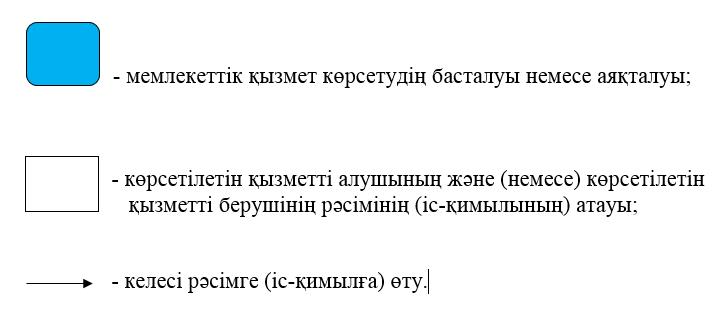 - мемлекеттік қызмет көрсетудің басталуы немесе аяқталуы;
- көрсетілетін қызметті алушының және (немесе) көрсетілетін
қызметті берушінің рәсімінің (іс-қимылының) атауы;
- келесі рәсімге (іс-қимылға) өту.